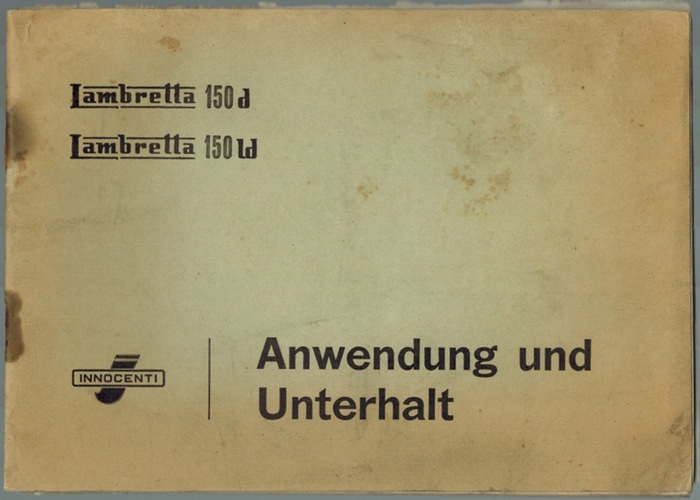 Lambretta 150 d
Lambretta 150 ld
INNOCENTI
Anwendung und
Unterhalt